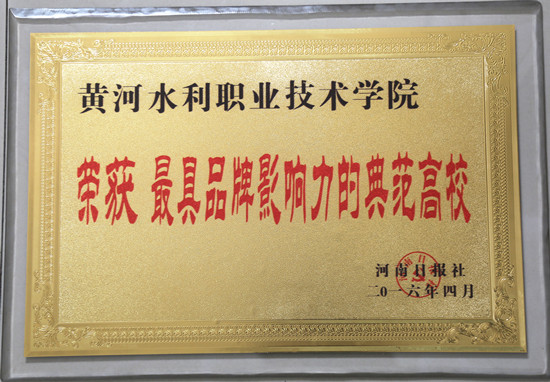 黄河水利职业技术学院
荣获 最具品牌影响力的典范高校
河南日报社
二〇一六年四月